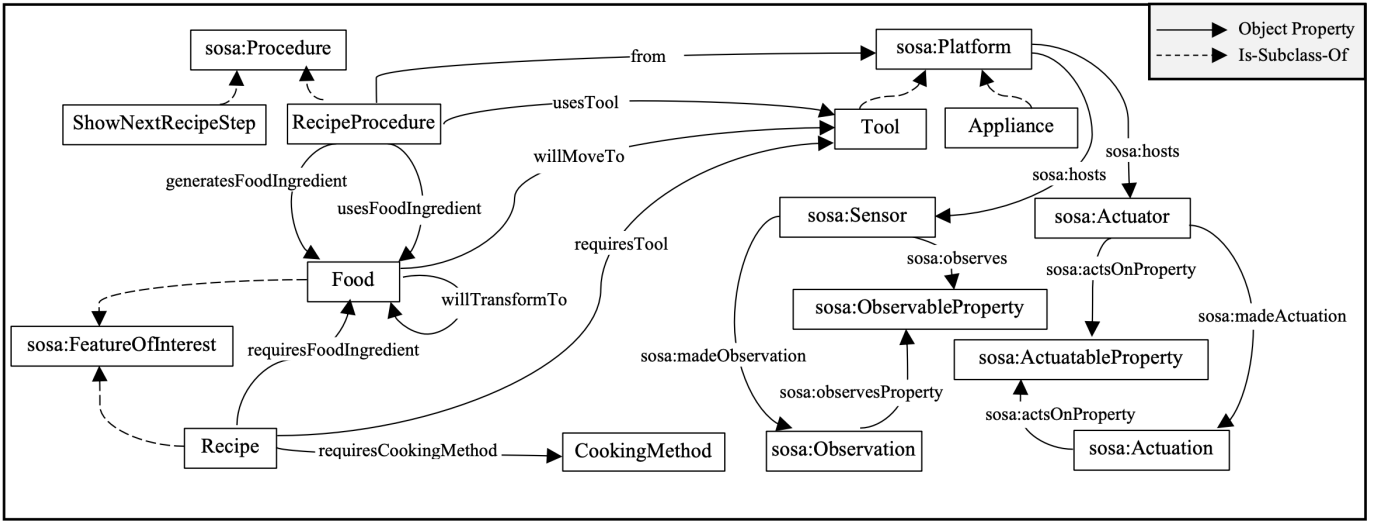 Object Property
Is-Subclass-Of
sosa:Procedure
sosa:Platform
from
usesTool
ShowNextRecipeStep
RecipeProcedure
Tool
Appliance
willMoveTo
sosa:hosts
sosa:hosts
generatesFoodIngredient
usesFoodIngredient
sosa:Sensor
sosa:Actuator
requiresTool
sosa:observes
sosa:actsOnProperty
Food
willTransformTo
sosa:ObservableProperty
sosa:madeActuation
sosa:FeatureOfInterest
requiresFoodIngredient
sosa:madeObservation
sosa:ActuatableProperty
sosa:observesProperty
sosa:actsOnProperty
Recipe
requiresCookingMethod
CookingMethod
sosa:Observation
sosa:Actuation